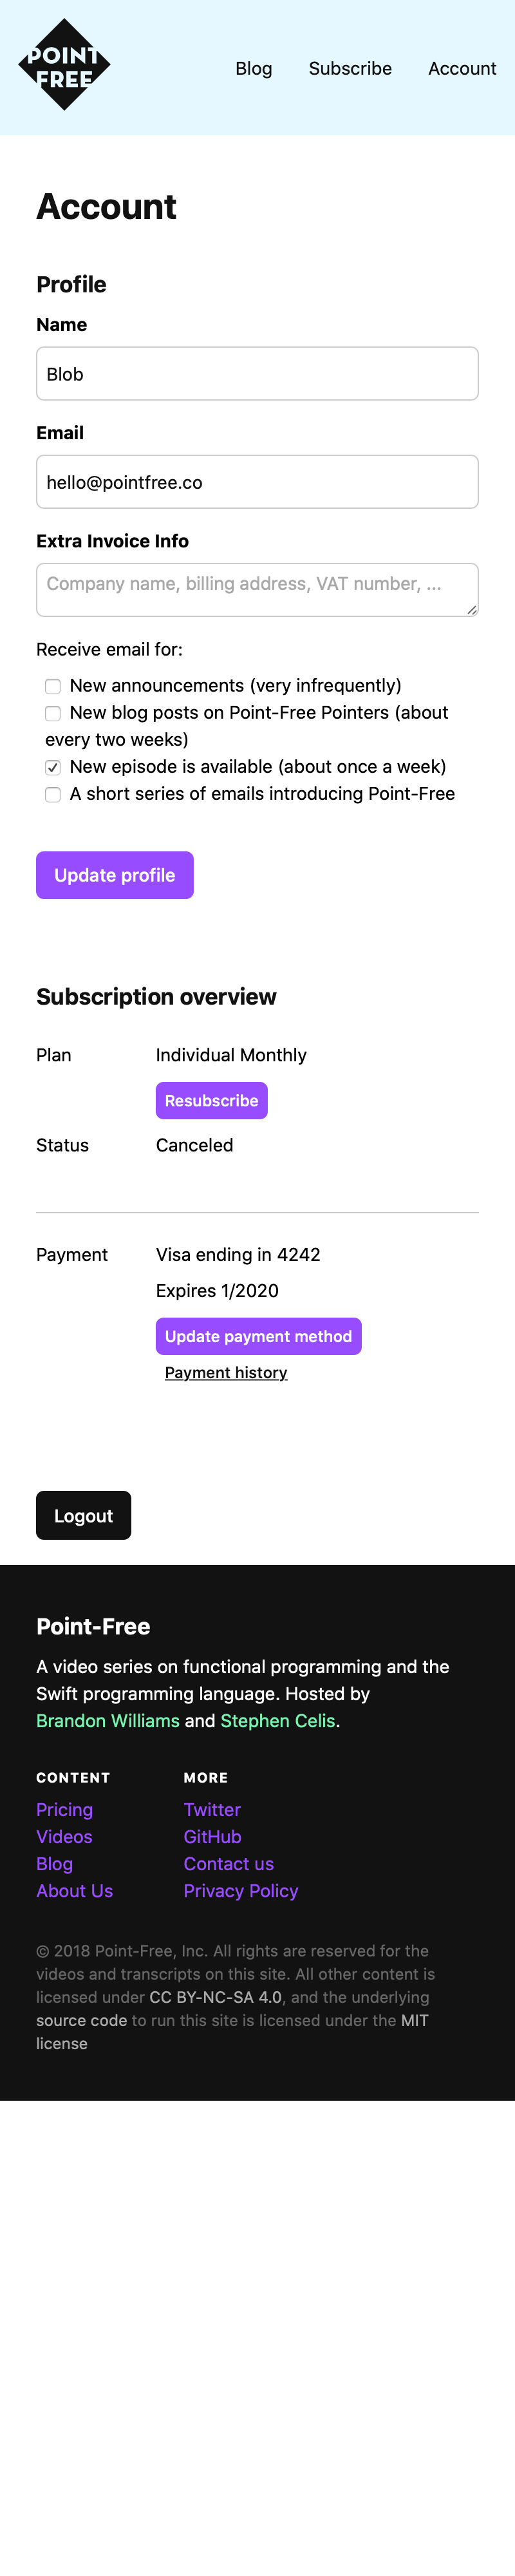 POINT
FREE
Blog Subscribe Account
Account
Profile
Name
Blob
Email
hello@pointfree.co
Extra Invoice Info
Company name, billing address, VAT number, ...
Receive email for:
New announcements (very infrequently)
New blog posts on Point-Free Pointers (about
every two weeks)
New episode is available (about once a week)
A short series of emails introducing Point-Free
Update profile
Subscription overview
Plan Individual Monthly
Resubscribe
Status Canceled
Payment Visa ending in 4242
Expires 1/2020
Update payment method
Payment history
Logout
Point-Free
A video series on functional programming and the
Swift programming language. Hosted by
Brandon Williams and Stephen Celis.
CONTENT
Pricing
Videos
Blog
About Us
MORE
Twitter
GitHub
Contact us
Privacy Policy
© 2018 Point-Free, Inc. All rights are reserved for the
videos and transcripts on this site. All other content is
licensed under CC BY-NC-SA 4.0, and the underlying
source code to run this site is licensed under the MIT
license